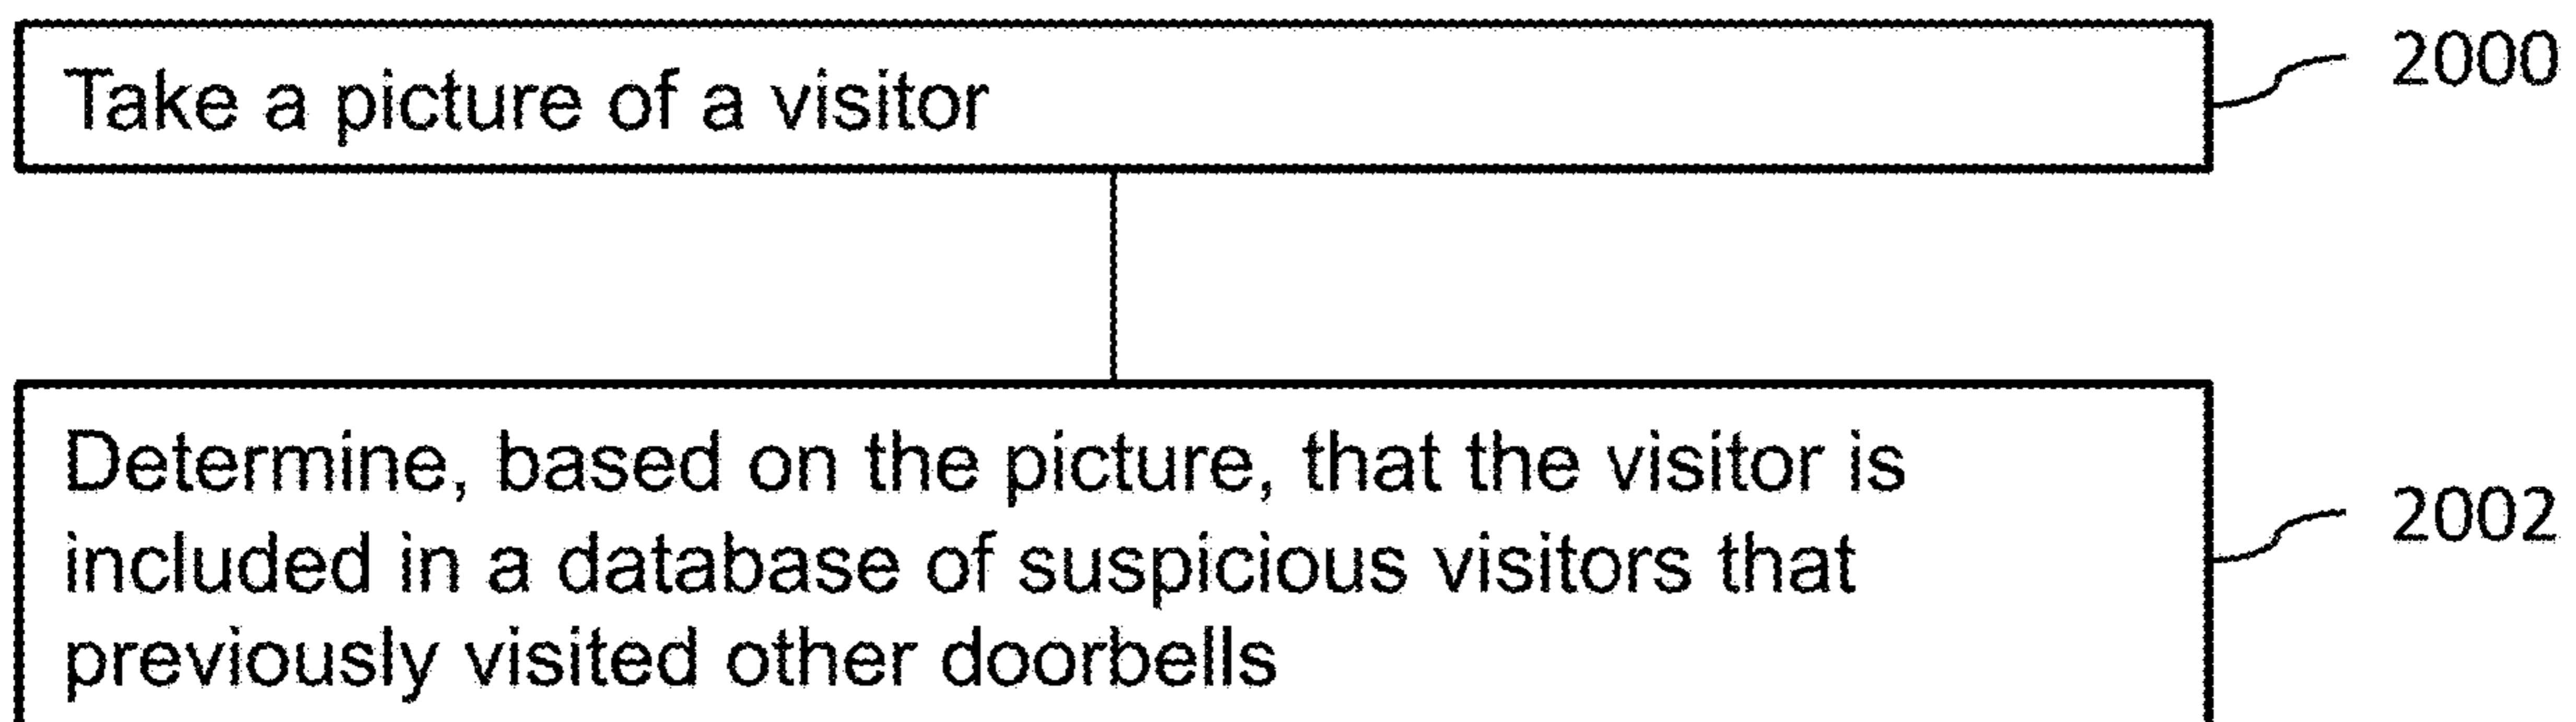 Take a picture of a visitor
2000
Determine, based on the picture, that the visitor is
included in a database of suspicious visitors that
previously visited other doorbells
2002